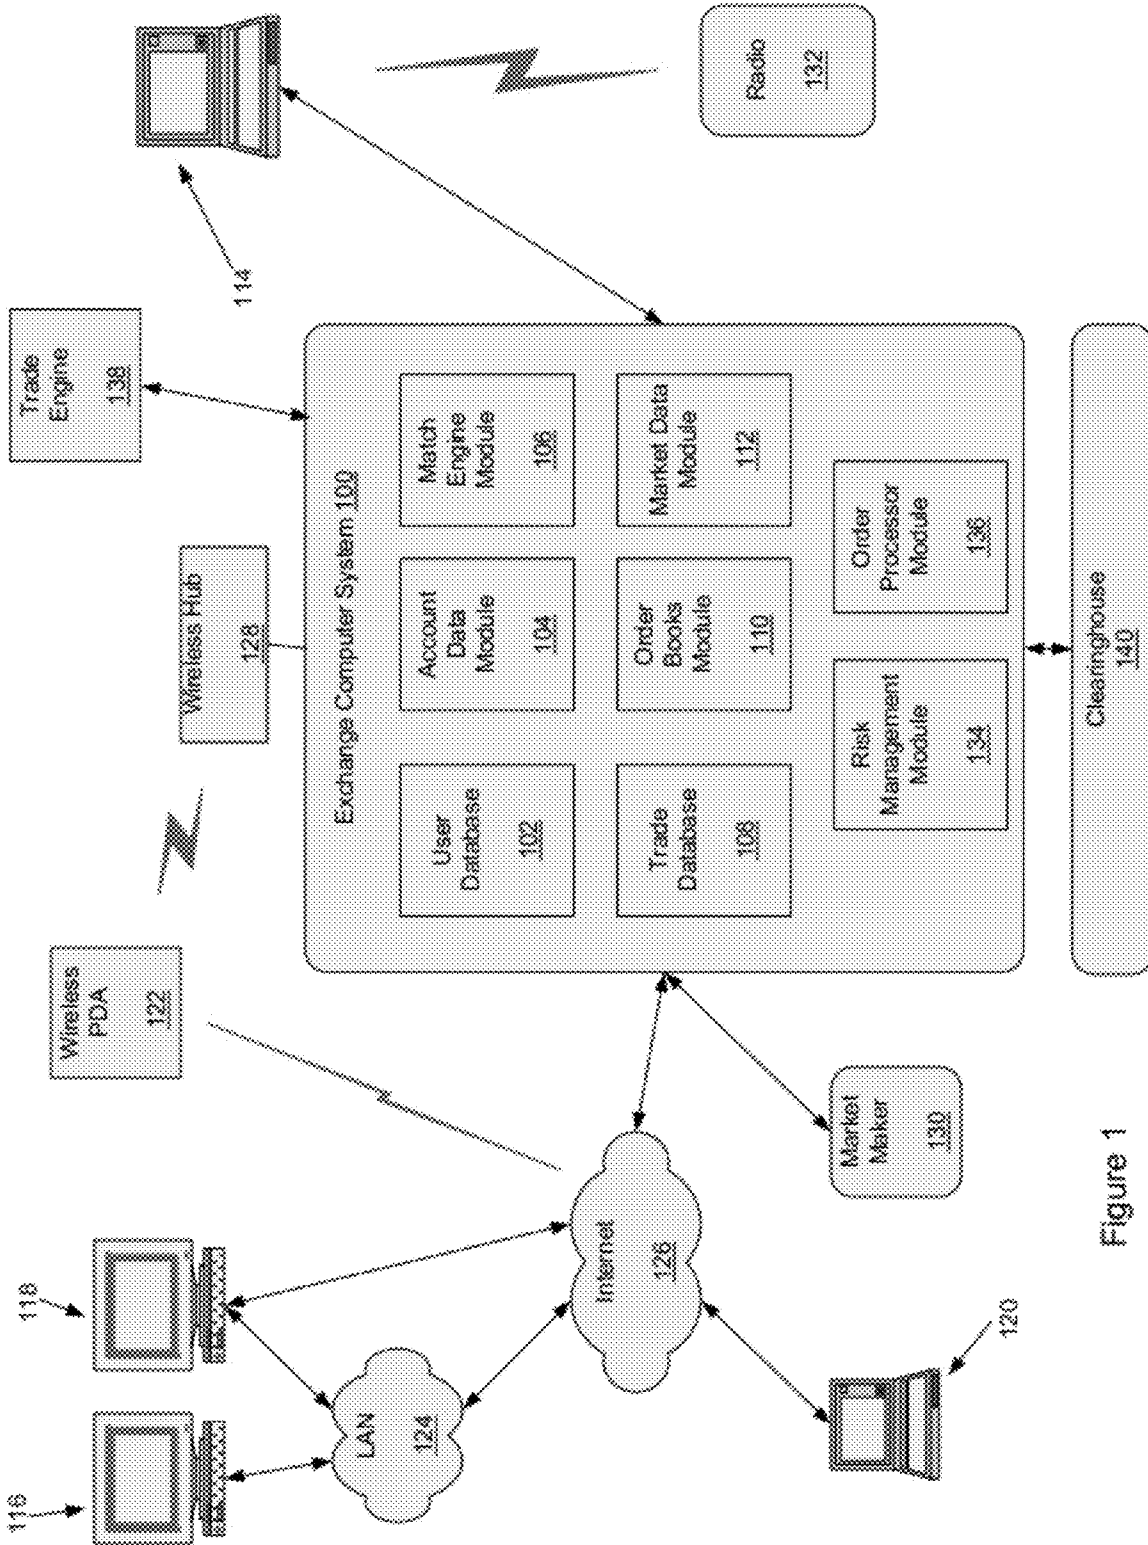 116
118
Wireless
PDA
122
Wireless Hub
128
Trade
Engine
138
114
LAN
124
Internet
126
Exchange Computer System 100
User
Database
102
Account
Data
Module
104
Match
Engine
Module
106
Trade
Database
108
Order
Books
Module
110
Market Data
Module
112
Risk
Management
Module
134
Order
Processor
Module
136
Radio
132
120
Market
Maker
130
Clearinghouse
140
Figure 1